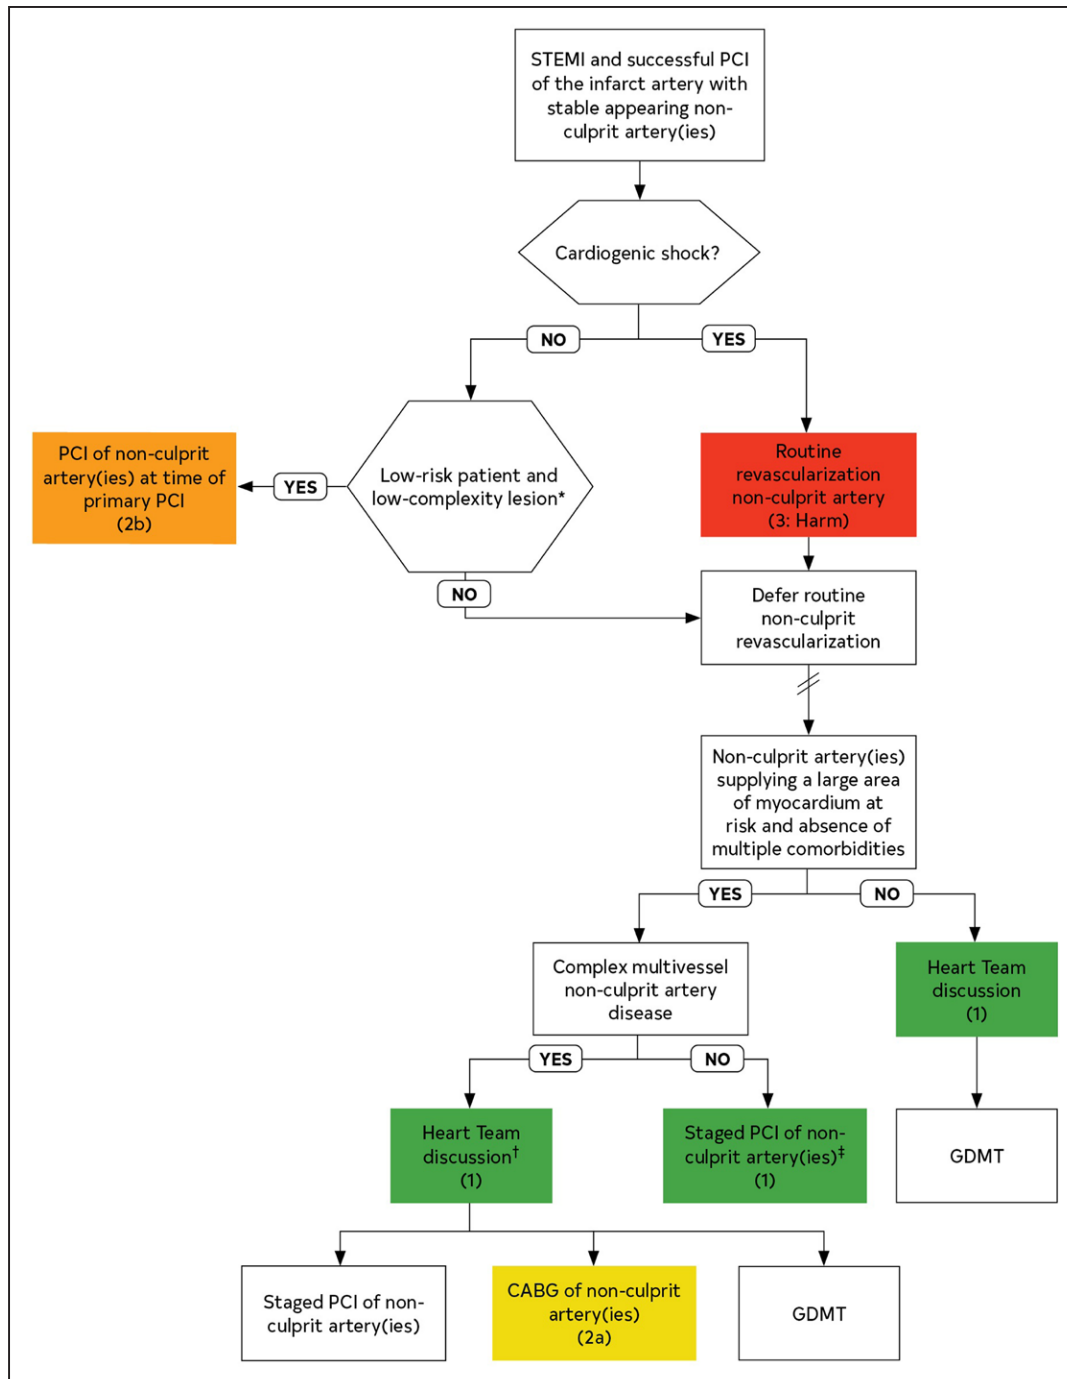 STEMI and successful PCI
of the infarct artery with
stable appearing non-
culprit artery(ies)
Cardiogenic shock?
NO
YES
PCI of non-culprit
artery(ies) at time of
primary PCI
(2b)
YES
Low-risk patient and
low-complexity lesion*
Routine
revascularization
non-culprit artery
(3: Harm)
NO
Defer routine
non-culprit
revascularization
Non-culprit artery(ies)
supplying a large area
of myocardium at
risk and absence of
multiple comorbidities
YES
NO
Complex multivessel
non-culprit artery
disease
Heart Team
discussion
(1)
YES
NO
Heart Team
discussion†
(1)
Staged PCI of non-
culprit artery(ies)‡
(1)
GDMT
Staged PCI of non-
culprit artery(ies)
CABG of non-culprit
artery(ies)
(2a)
GDMT